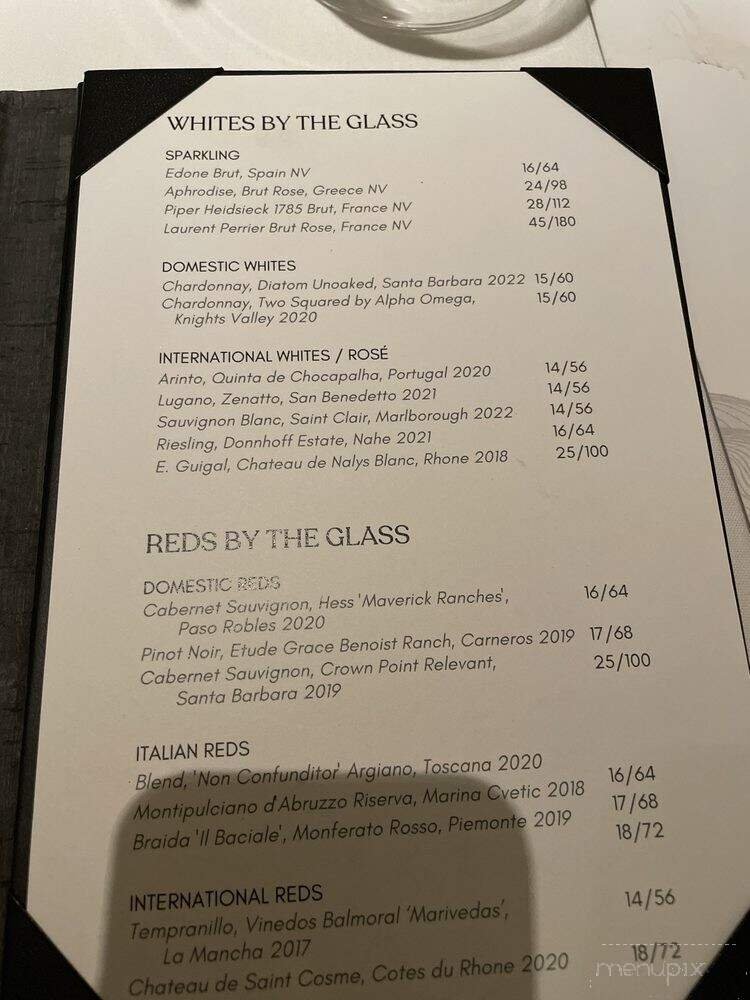 WHITES BY THE GLASS
SPARKLING
Edone Brut, Spain NV 16/64
Aphrodise, Brut Rose, Greece NV 24/98
Piper Heidsieck 1785 Brut, France NV 28/112
Laurent Perrier Brut Rose, France NV 45/180
DOMESTIC WHITES
Chardonnay, Diatom Unoaked, Santa Barbara 2022 15/60
Chardonnay, Two Squared by Alpha Omega, 15/60
Knights Valley 2020
INTERNATIONAL WHITES / ROSÉ
Arinto, Quinta de Chocapalha, Portugal 2020 14/56
Lugano, Zenatto, San Benedetto 2021 14/56
Sauvignon Blanc, Saint Clair, Marlborough 2022 14/56
Riesling, Donnhoff Estate, Nahe 2021 16/64
E. Guigal, Chateau de Nalys Blanc, Rhone 2018 25/100
REDS BY THE GLASS
DOMESTIC REDS
Cabernet Sauvignon, Hess 'Maverick Ranches', 16/64
Paso Robles 2020
Pinot Noir, Etude Grace Benoist Ranch, Carneros 2019 17/68
Cabernet Sauvignon, Crown Point Relevant, 25/100
Santa Barbara 2019
ITALIAN REDS
Blend, 'Non Confunditor' Argiano, Toscana 2020 16/64
Montipulciano d'Abruzzo Riserva, Marina Cvetic 2018 17/68
Braida 'Il Baciale', Monferato Rosso, Piemonte 2019 18/72
INTERNATIONAL REDS
Tempranillo, Vinedos Balmoral 'Marivedas', 14/56
La Mancha 2017
Chateau de Saint Cosme, Cotes du Rhone 2020 18/72
menupix